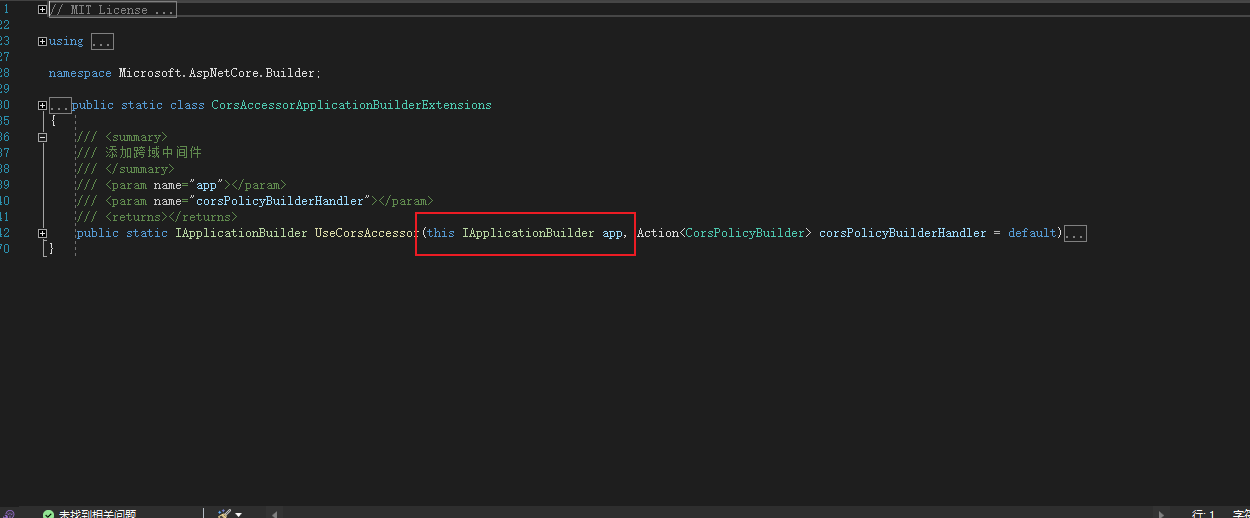 1 // MIT License ...
22
23 using ...
27
28 namespace Microsoft.AspNetCore.Builder;
29
30 ...public static class CorsAccessorApplicationBuilderExtensions
35 {
36 /// <summary>
37 /// 添加跨域中间件
38 /// </summary>
39 /// <param name="app"></param>
40 /// <param name="corsPolicyBuilderHandler"></param>
41 /// <returns></returns>
42 public static IApplicationBuilder UseCorsAccessor(this IApplicationBuilder app, Action<CorsPolicyBuilder> corsPolicyBuilderHandler = default)...
70 }
未找到相关问题 行: 1